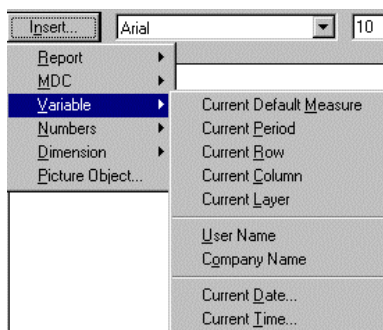 Insert... Arial 10
Report
MDC
Variable
Numbers
Dimension
Picture Object...
Current Default Measure
Current Period
Current Row
Current Column
Current Layer
User Name
Company Name
Current Date...
Current Time...